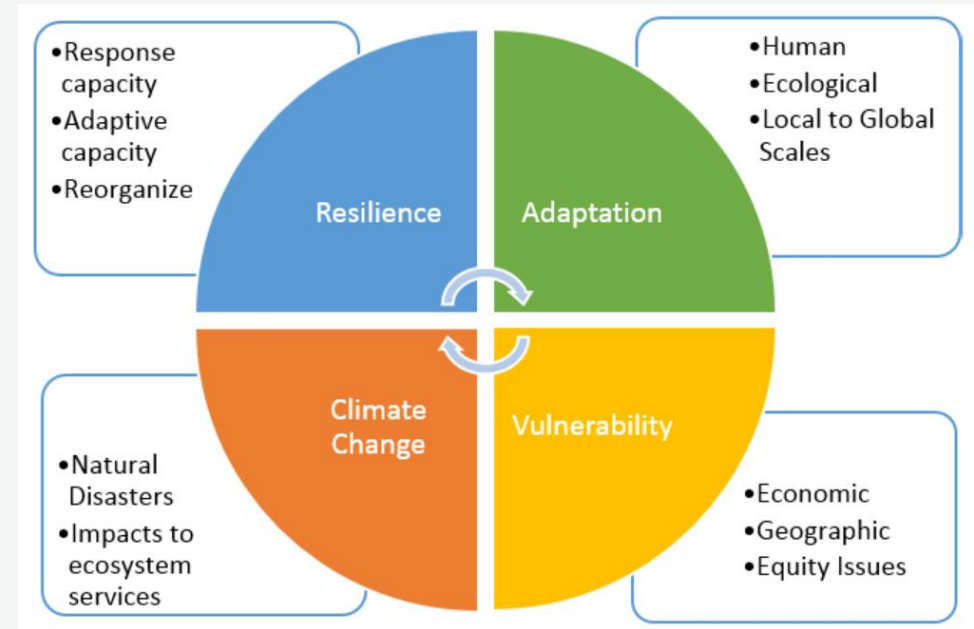 •Response
capacity
•Adaptive
capacity
•Reorganize
Resilience
Adaptation
•Human
•Ecological
•Local to Global
Scales
•Natural
Disasters
•Impacts to
ecosystem
services
Climate
Change
Vulnerability
•Economic
•Geographic
•Equity Issues